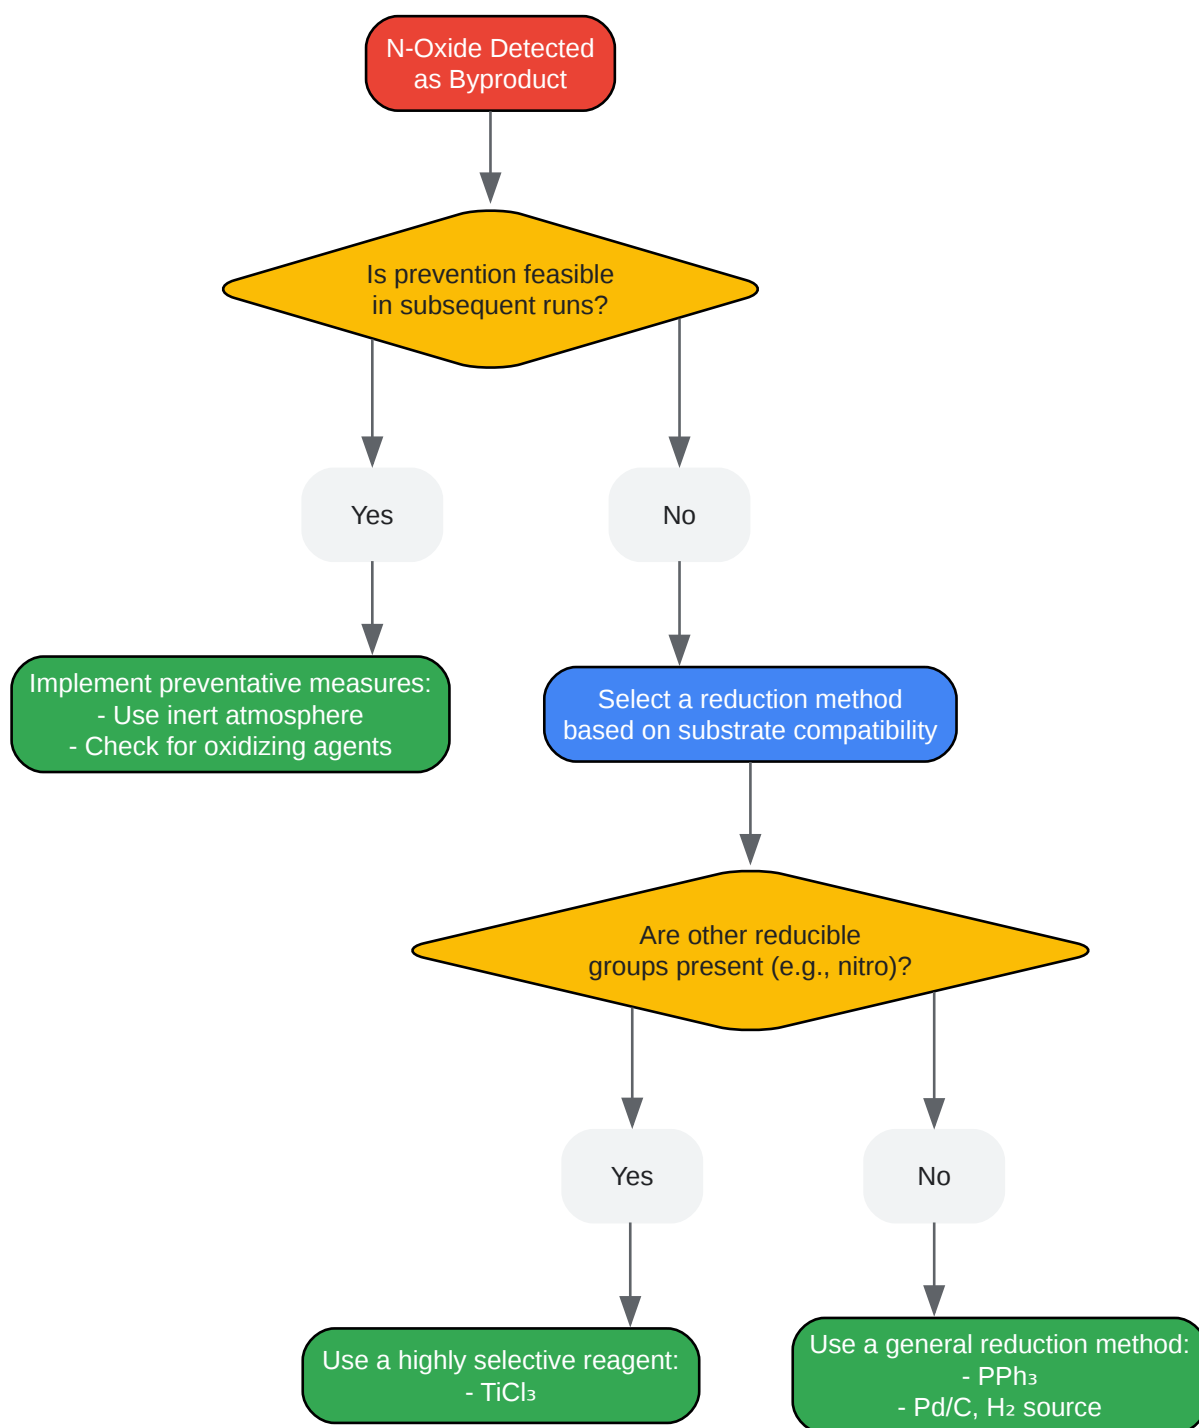 N-Oxide Detected
as Byproduct
Is prevention feasible
in subsequent runs?
Yes
No
Implement preventative measures:
- Use inert atmosphere
- Check for oxidizing agents
Select a reduction method
based on substrate compatibility
Are other reducible
groups present (e.g., nitro)?
Yes
No
Use a highly selective reagent:
- TiCl₃
Use a general reduction method:
- PPh₃
- Pd/C, H₂ source